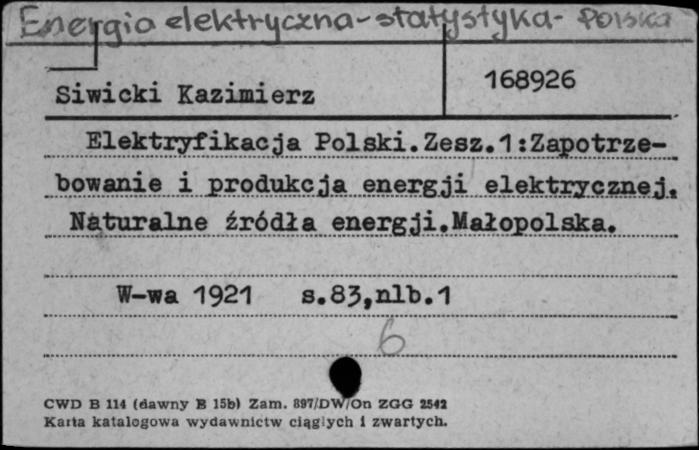 Energia elektryczna-statystyka-Polska
Siwicki Kazimierz
168926
Elektryfikacja Polski.Zesz.1:Zapotrze-
bowanie i produkcja energji elektrycznej.
Naturalne źródła energji.Małopolska.
W-wa 1921 s.83,nlb.1
6
CWD B 114 (dawny B 15b) Zam. 897/DW/On ZGG 2542
Karta katalogowa wydawnictw ciągłych i zwartych.